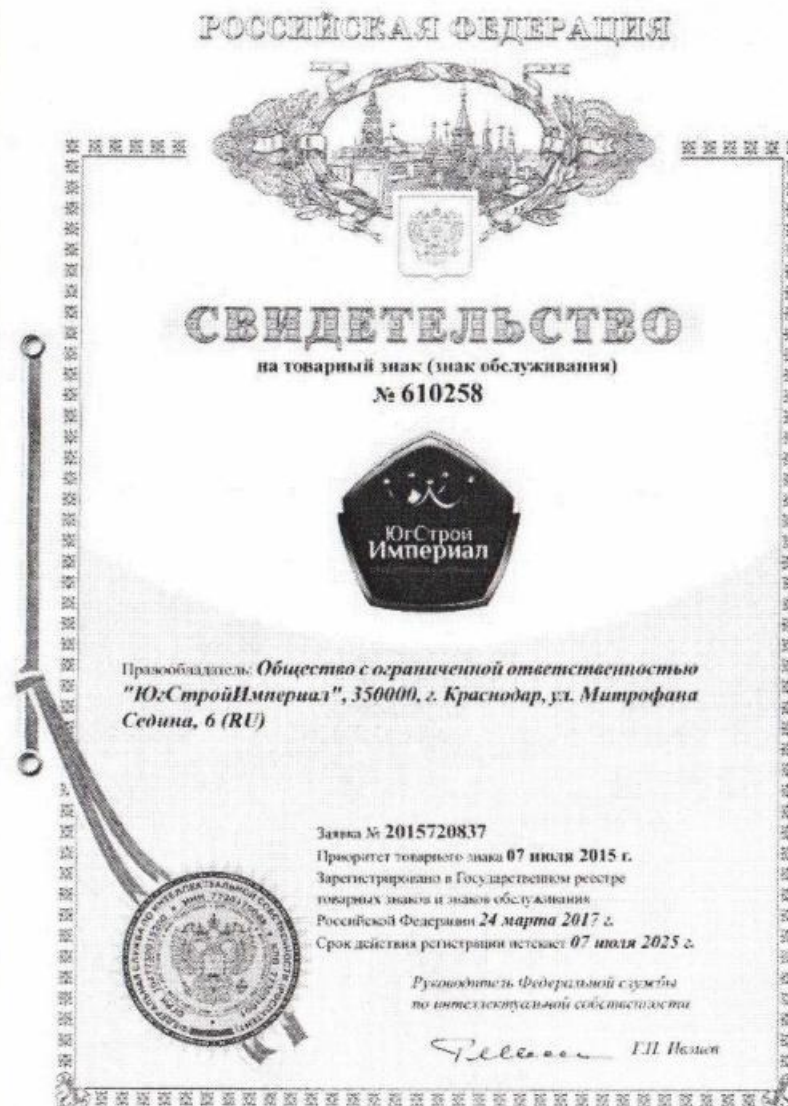 РОССИЙСКАЯ ФЕДЕРАЦИЯ
СВИДЕТЕЛЬСТВО
на товарный знак (знак обслуживания)
№ 610258
ЮгСтрой
Империал
Правообладатель: Общество с ограниченной ответственностью
"ЮгСтройИмпериал", 350000, г. Краснодар, ул. Митрофана
Седина, 6 (RU)
Заявка № 2015720837
Приоритет товарного знака 07 июля 2015 г.
Зарегистрировано в Государственном реестре
товарных знаков и знаков обслуживания
Российской Федерации 24 марта 2017 г.
Срок действия регистрации истекает 07 июля 2025 г.
Руководитель Федеральной службы
по интеллектуальной собственности
Г.П. Ивлиев